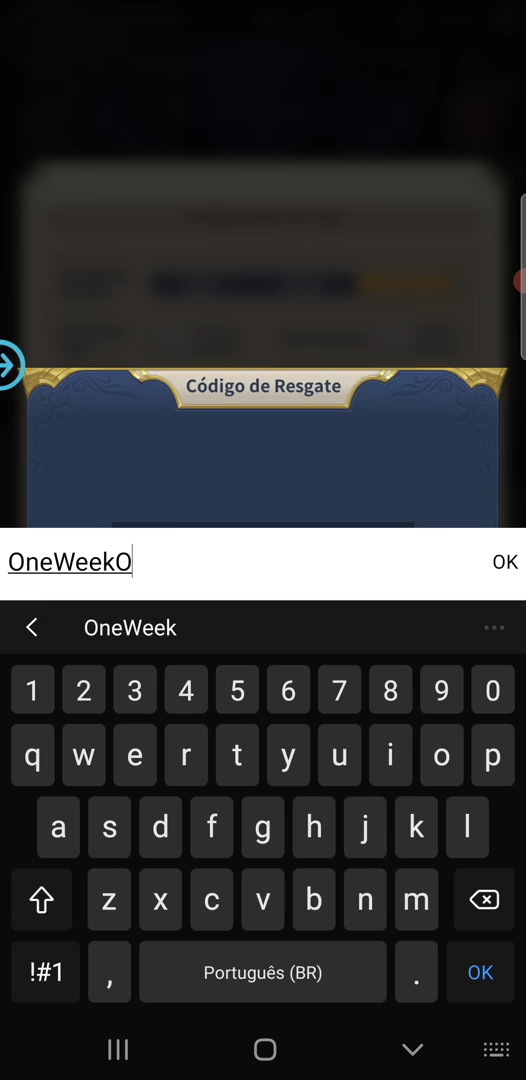 Código de Resgate
OneWeekO
OK
OneWeek
1 2 3 4 5 6 7 8 9 0
q w e r t y u i o p
a s d f g h j k l
z x c v b n m
!#1 , Português (BR) . OK